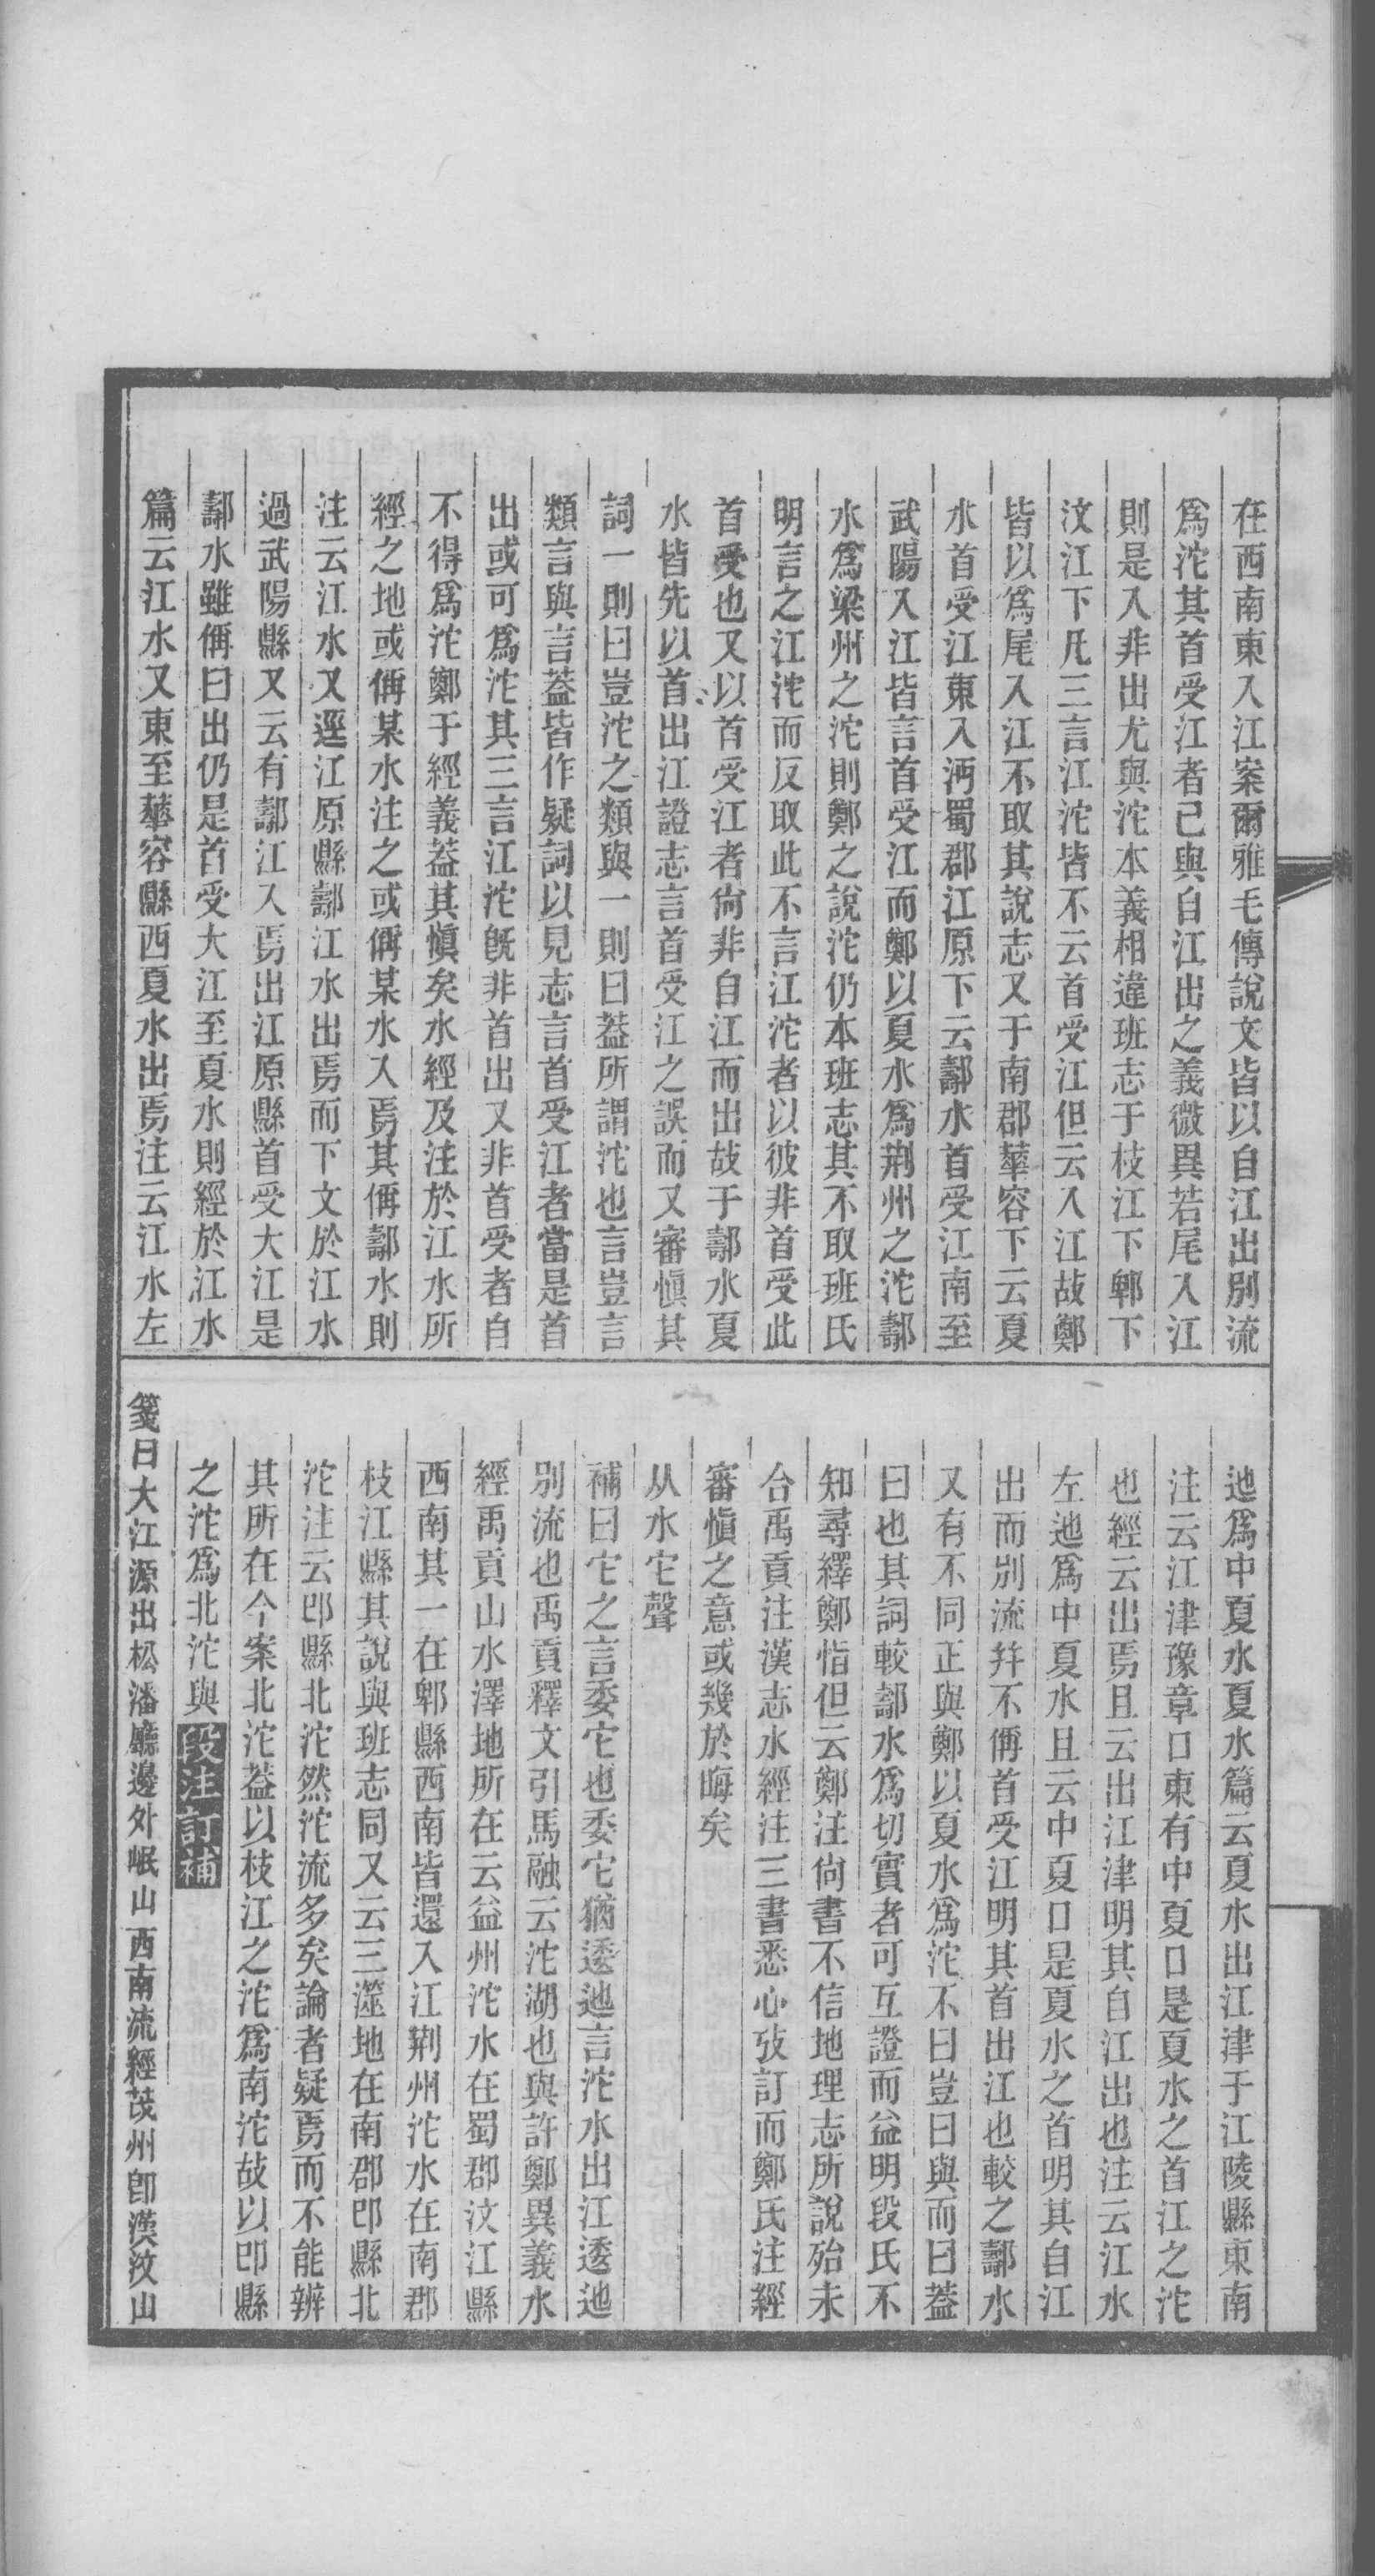 在西南東入江案爾雅毛傳說文皆以自江出別流
爲沱其首受江者已與自江出之義微異若尾入江
則是入非出尤與沱本義相違班志于枝江下郫下
汶江下凡三言江沱皆不云首受江但云入江故鄭
皆以爲尾入江不取其說志又于南郡華容下云夏
水首受江東入沔蜀郡江原下云𨞪水首受江南至
武陽入江皆言首受江而鄭以夏水爲荆州之沱𨞪
水爲梁州之沱則鄭之說沱仍本班志其不取班氏
明言之江沱而反取此不言江沱者以彼非首受此
首受也又以首受江者尙非自江而出故于𨞪水夏
水皆先以首出江證志言首受江之誤而又審愼其
詞一則曰豈沱之類與一則曰葢所謂沱也言豈言
類言與言葢皆作疑詞以見志言首受江者當是首
出或可爲沱其三言江沱旣非首出又非首受者自
不得爲沱鄭于經義葢其愼矣水經及注於江水所
經之地或偁某水注之或偁某水入焉其偁𨞪水則
注云江水又逕江原縣𨞪江水出焉而下文於江水
過武陽縣又云有𨞪江入焉出江原縣首受大江是
𨞪水雖偁曰出仍是首受大江至夏水則經於江水
篇云江水又東至華容縣西夏水出焉注云江水左
迆爲中夏水夏水篇云夏水出江津于江陵縣東南
注云江津豫章口東有中夏口是夏水之首江之沱
也經云出焉且云出江津明其自江出也注云江水
左迆爲中夏水且云中夏口是夏水之首明其自江
出而別流幷不偁首受江明其首出江也較之𨞪水
又有不同正與鄭以夏水爲沱不曰豈曰與而曰葢
曰也其詞較𨞪水爲切實者可互證而益明段氏不
知尋繹鄭恉但云鄭注尙書不信地理志所說殆未
合禹貢注漢志水經注三書悉心攷訂而鄭氏注經
審愼之意或幾於晦矣
从水它聲
補曰它之言委它也委它猶逶迆言沱水出江逶迆
別流也禹貢釋文引馬融云沱湖也與許鄭異義水
經禹貢山水澤地所在云益州沱水在蜀郡汶江縣
西南其一在郫縣西南皆還入江荆州沱水在南郡
枝江縣其說與班志同又云三澨地在南郡邔縣北
沱注云邔縣北沱然沱流多矣論者疑焉而不能辨
其所在今案北沱葢以枝江之沱爲南沱故以邔縣
之沱爲北沱與段注訂補
箋曰大江源出松潘廳邊外岷山西南流經茂州卽漢汶山